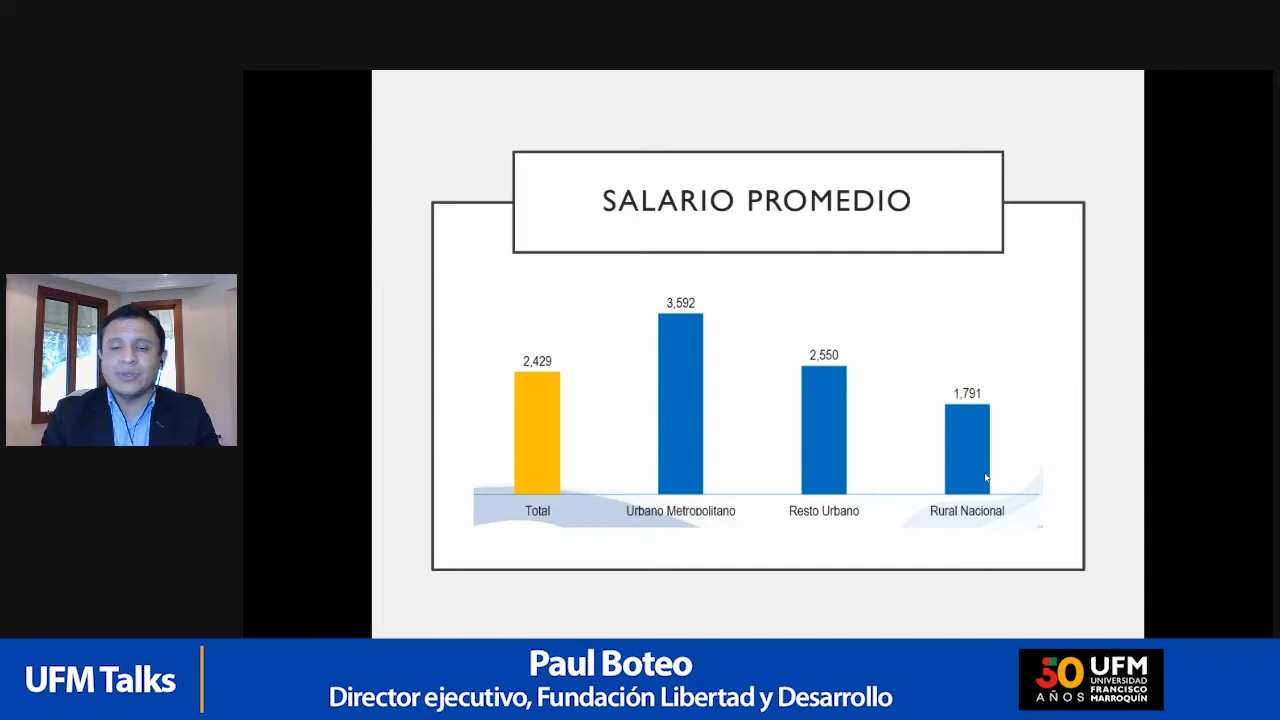 SALARIO PROMEDIO
3,592
2,429
2,550
1,791
Total
Urbano Metropolitano
Resto Urbano
Rural Nacional
UFM Talks
Paul Boteo
Director ejecutivo, Fundación Libertad y Desarrollo
50
AÑOS
UFM
UNIVERSIDAD
FRANCISCO
MARROQUÍN